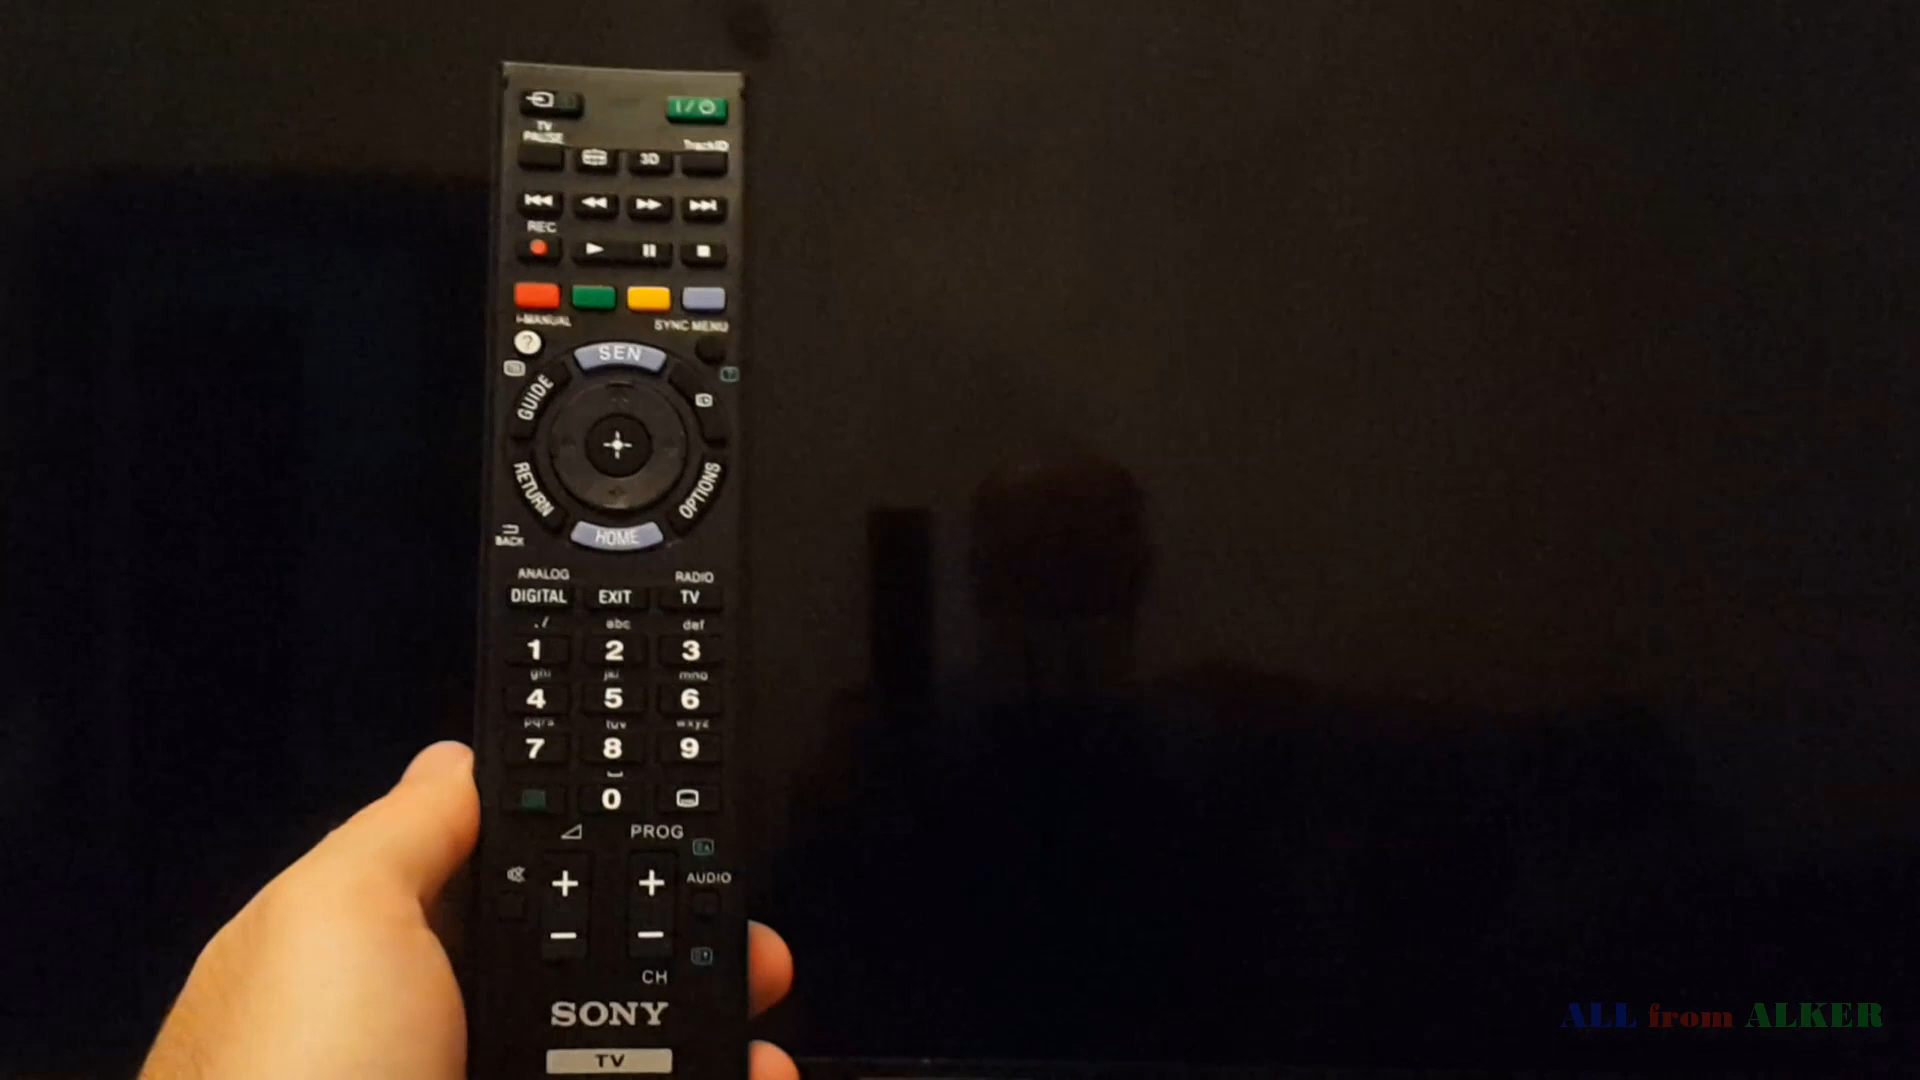 TV
PAUSE
TrackID
3D
REC
i-MANUAL
SYNC MENU
?
SEN
GUIDE
RETURN
OPTIONS
BACK
HOME
ANALOG
RADIO
DIGITAL
EXIT
TV
./
abc
def
1
2
3
ghi
jkl
mno
4
5
6
pqrs
tuv
wxyz
7
8
9
0
PROG
AUDIO
+
+
−
−
CH
SONY
TV
ALL from ALKER